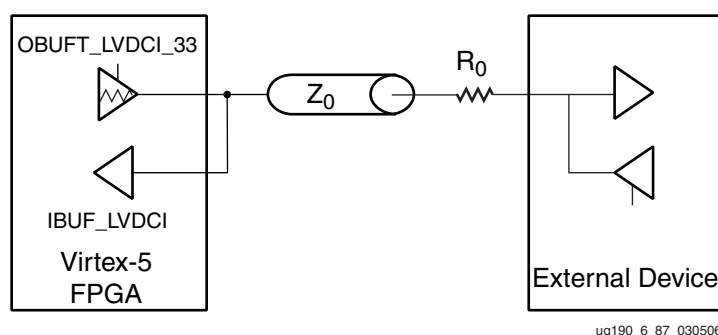 OBUFT_LVDCI_33
R0
Z0
IBUF_LVDCI
Virtex-5
FPGA
External Device
ug190_6_87_030506